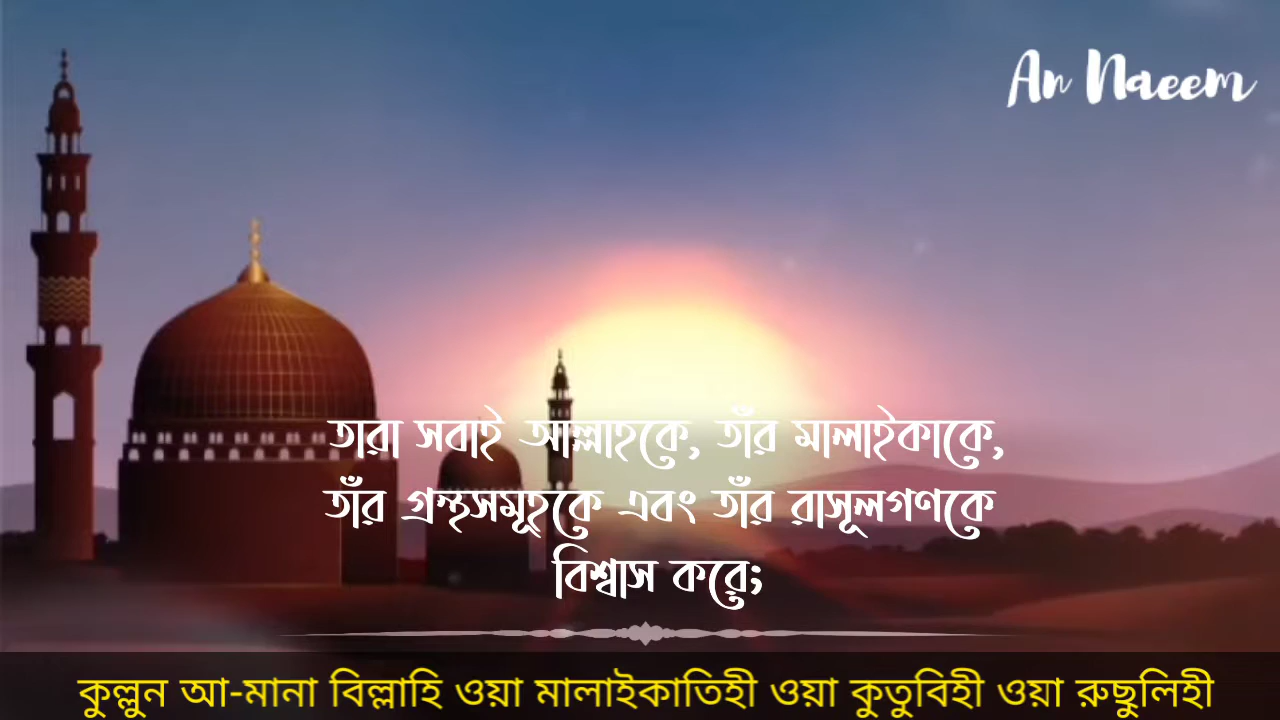 An Naeem
তারা সবাই আল্লাহকে, তাঁর মালাইকাকে,
তাঁর গ্রন্থসমূহকে এবং তাঁর রাসূলগণকে
বিশ্বাস করে;
কুল্লুন আ-মানা বিল্লাহি ওয়া মালাইকাতিহী ওয়া কুতুবিহী ওয়া রুছুলিহী